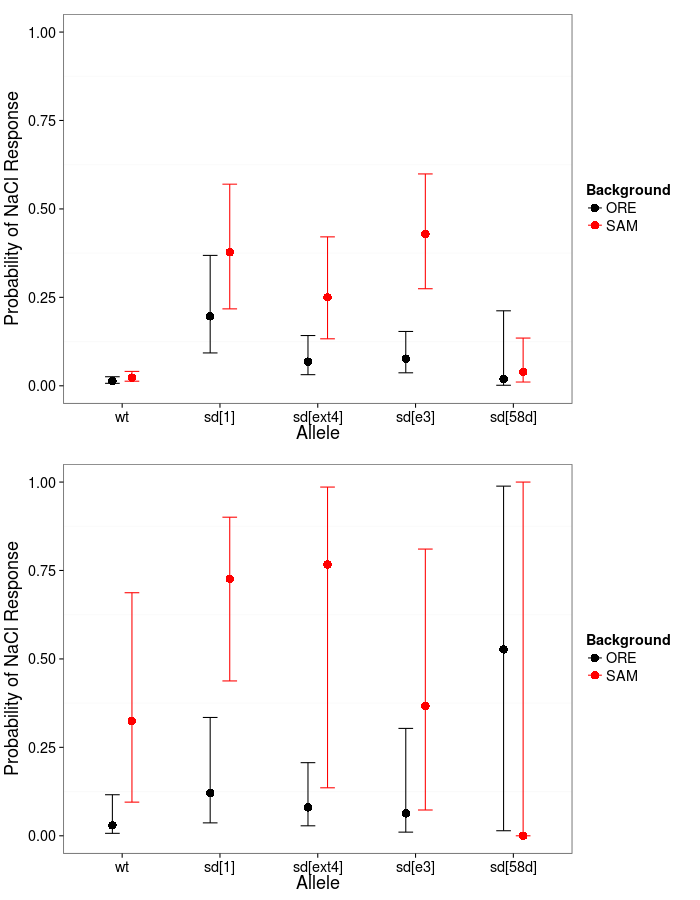 1.00
0.75
0.50
0.25
0.00
Probability of NaCl Response
wt sd[1] sd[ext4] sd[e3] sd[58d]
Allele
Background
ORE
SAM
1.00
0.75
0.50
0.25
0.00
Probability of NaCl Response
wt sd[1] sd[ext4] sd[e3] sd[58d]
Allele
Background
ORE
SAM